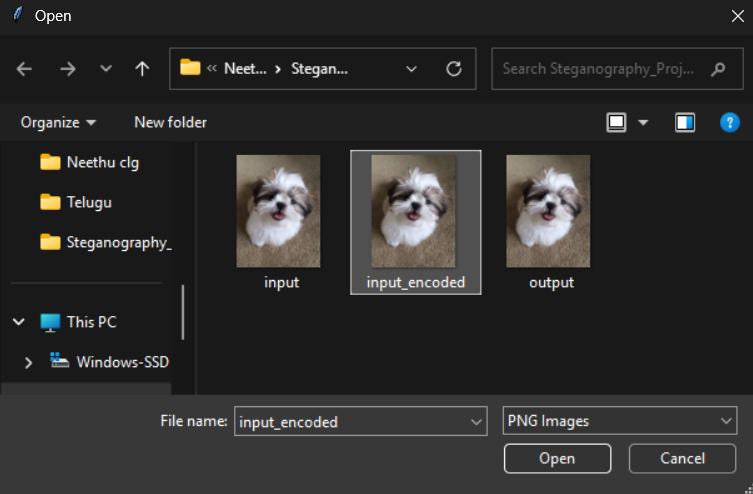 Open
« Neet... › Stegan...
Search Steganography_Proj...
Organize
New folder
?
Neethu clg
Telugu
Steganography_
This PC
Windows-SSD
input
input_encoded
output
File name: input_encoded
PNG Images
Open
Cancel